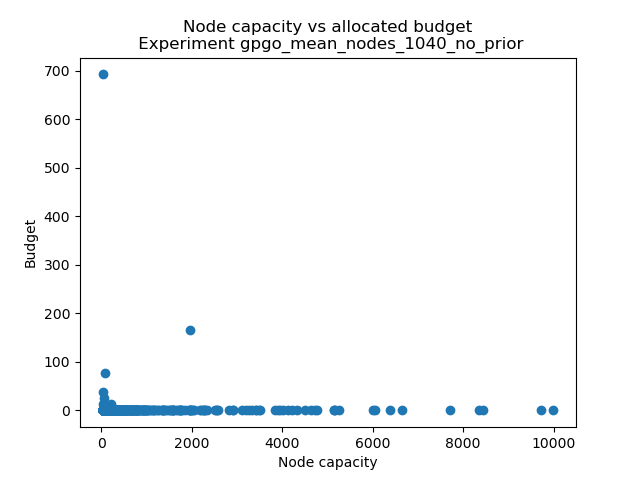 Node capacity vs allocated budget
Experiment gpgo_mean_nodes_1040_no_prior
700
600
500
400
300
200
100
0
Budget
0 2000 4000 6000 8000 10000
Node capacity